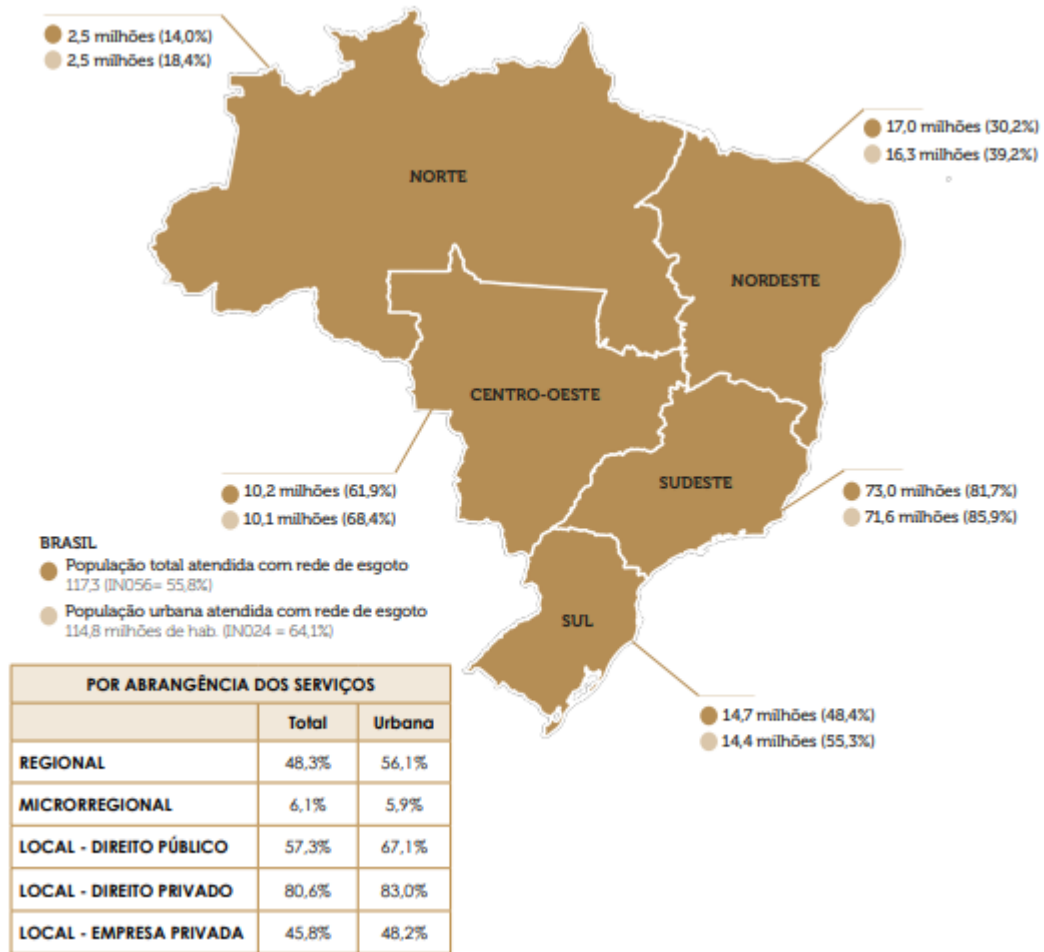 2,5 milhões (14,0%)
2,5 milhões (18,4%)
17,0 milhões (30,2%)
16,3 milhões (39,2%)
NORTE
NORDESTE
CENTRO-OESTE
SUDESTE
10,2 milhões (61,9%)
10,1 milhões (68,4%)
73,0 milhões (81,7%)
71,6 milhões (85,9%)
BRASIL
População total atendida com rede de esgoto
117,3 (IN056= 55,8%)
População urbana atendida com rede de esgoto
114,8 milhões de hab. (IN024 = 64,1%)
SUL
14,7 milhões (48,4%)
14,4 milhões (55,3%)
POR ABRANGÊNCIA DOS SERVIÇOS
Total Urbana
REGIONAL 48,3% 56,1%
MICRORREGIONAL 6,1% 5,9%
LOCAL - DIREITO PÚBLICO 57,3% 67,1%
LOCAL - DIREITO PRIVADO 80,6% 83,0%
LOCAL - EMPRESA PRIVADA 45,8% 48,2%